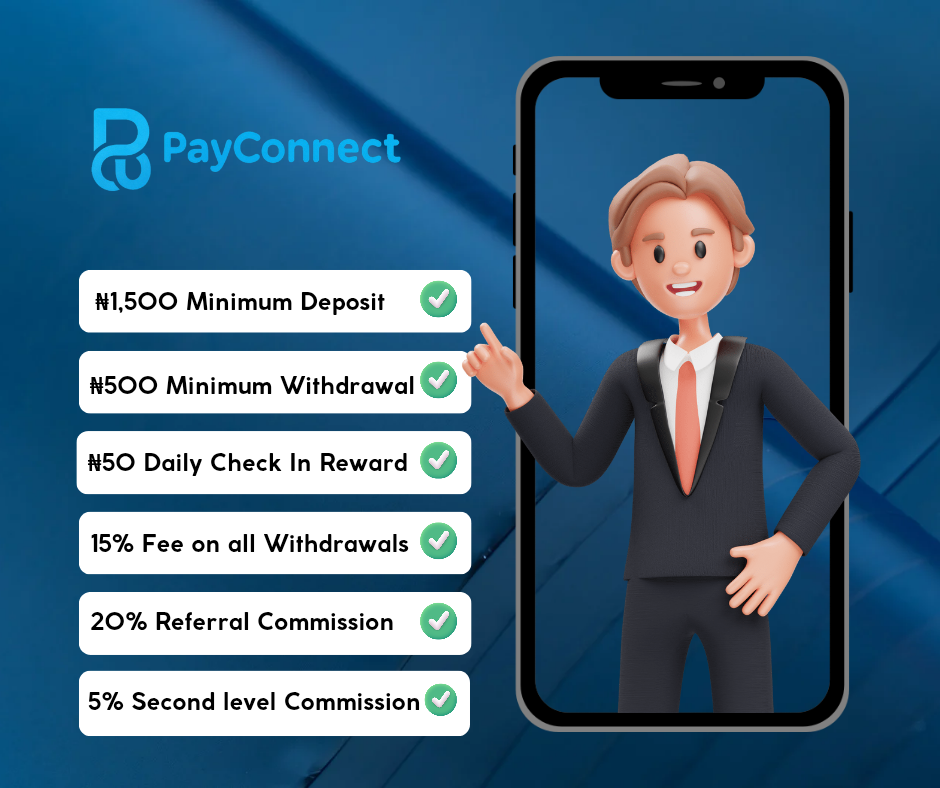 PayConnect
₦1,500 Minimum Deposit
₦500 Minimum Withdrawal
₦50 Daily Check In Reward
15% Fee on all Withdrawals
20% Referral Commission
5% Second level Commission